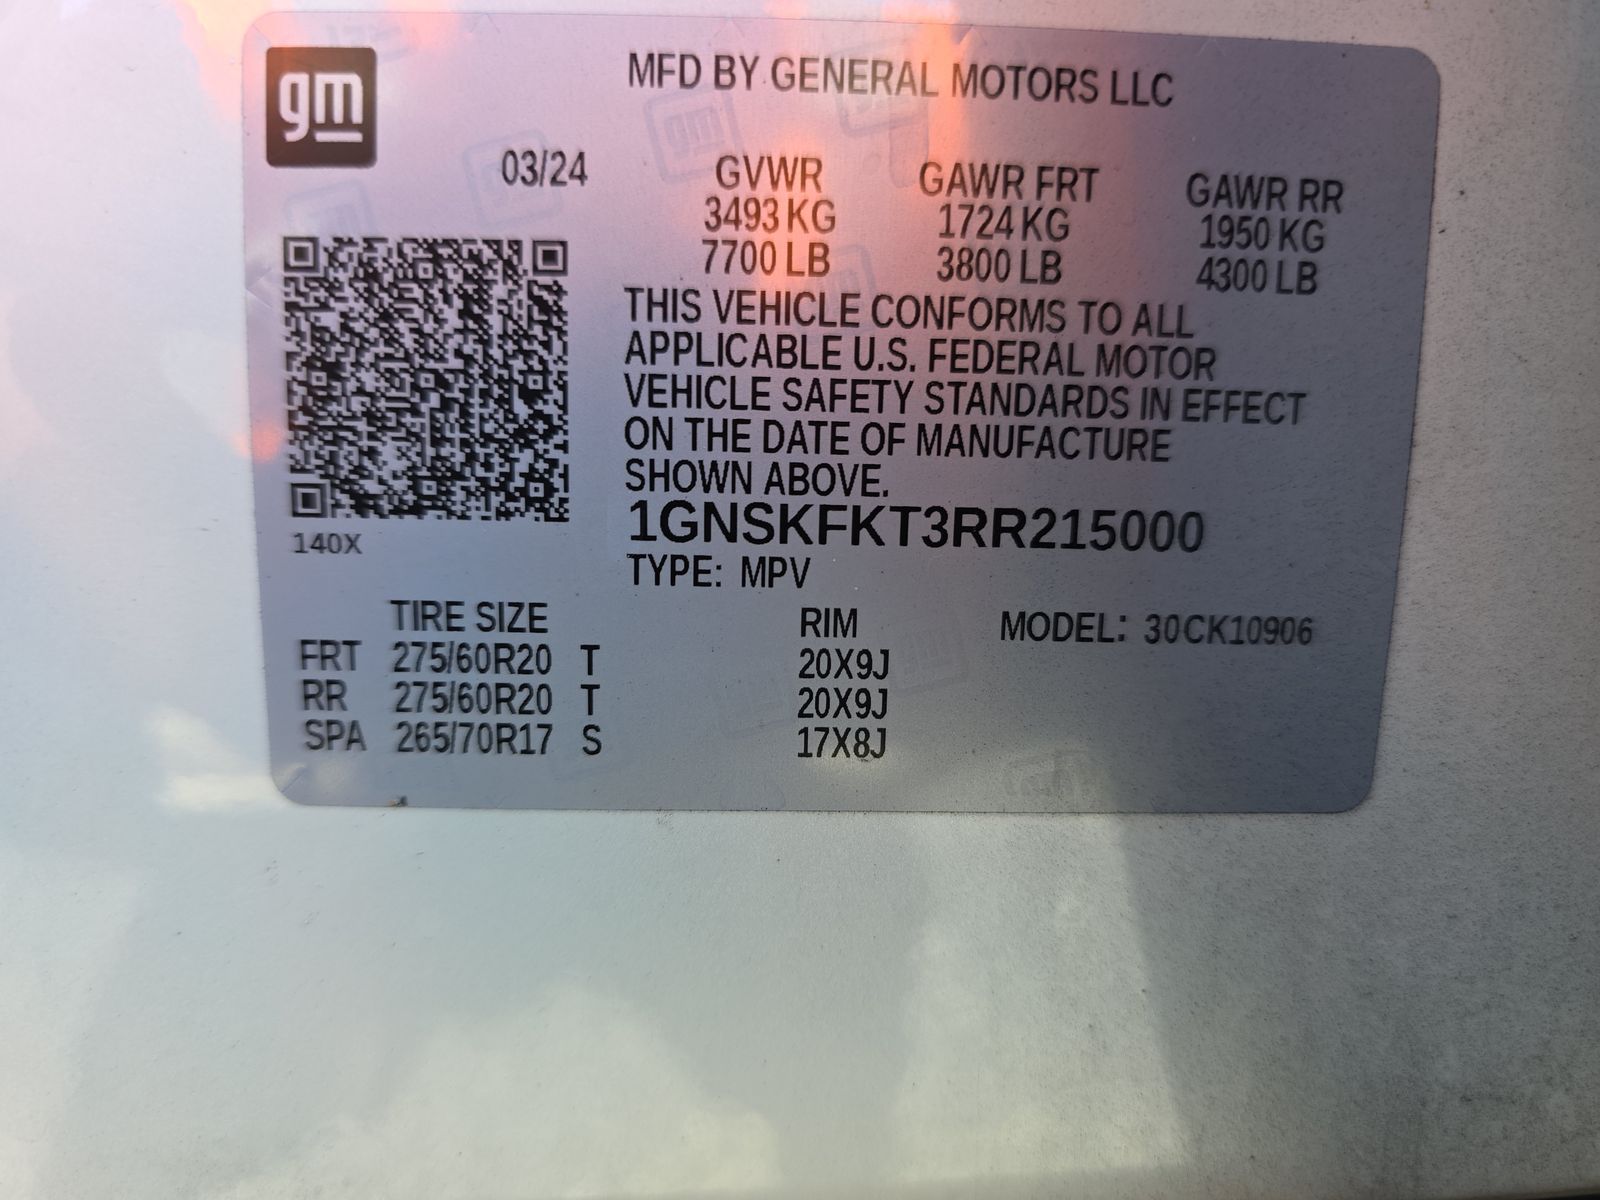 gm
MFD BY GENERAL MOTORS LLC
03/24 GVWR GAWR FRT GAWR RR
3493 KG 1724 KG 1950 KG
7700 LB 3800 LB 4300 LB
THIS VEHICLE CONFORMS TO ALL
APPLICABLE U.S. FEDERAL MOTOR
VEHICLE SAFETY STANDARDS IN EFFECT
ON THE DATE OF MANUFACTURE
SHOWN ABOVE.
1GNSKFKT3RR215000
140X
TYPE: MPV
TIRE SIZE RIM MODEL: 30CK10906
FRT 275/60R20 T 20X9J
RR 275/60R20 T 20X9J
SPA 265/70R17 S 17X8J